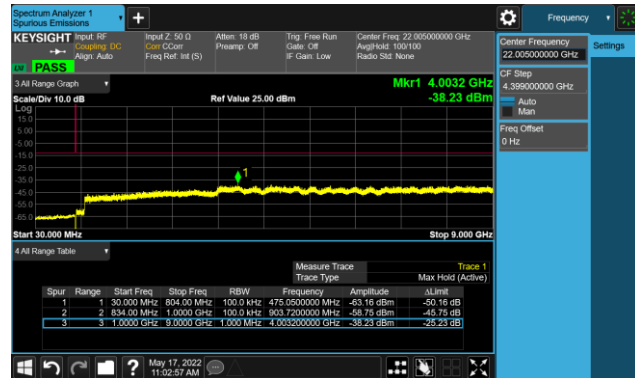 Spectrum Analyzer 1
Spurious Emissions
Frequency
KEYSIGHT
Input: RF
Coupling: DC
Align: Auto
Input Z: 50 Ω
Corr CCorr
Freq Ref: Int (S)
Atten: 18 dB
Preamp: Off
Trig: Free Run
Gate: Off
IF Gain: Low
Center Freq: 22.005000000 GHz
Avg|Hold: 100/100
Radio Std: None
PASS
Center Frequency
22.005000000 GHz
Settings
CF Step
4.399000000 GHz
Auto
Man
Freq Offset
0 Hz
3 All Range Graph
Mkr1 4.0032 GHz
Scale/Div 10.0 dB
Ref Value 25.00 dBm
-38.23 dBm
Log
15.0
5.00
-5.00
-15.0
-25.0
-35.0
-45.0
-55.0
-65.0
1
Start 30.000 MHz
Stop 9.000 GHz
4 All Range Table
Measure Trace Trace 1
Trace Type Max Hold (Active)
Spur Range Start Freq Stop Freq RBW Frequency Amplitude ΔLimit
1 1 30.000 MHz 804.00 MHz 100.0 kHz 475.0500000 MHz -63.16 dBm -50.16 dB
2 2 834.00 MHz 1.0000 GHz 100.0 kHz 903.7200000 MHz -58.75 dBm -45.75 dB
3 3 1.0000 GHz 9.0000 GHz 1.000 MHz 4.003200000 GHz -38.23 dBm -25.23 dB
?
May 17, 2022
11:02:57 AM